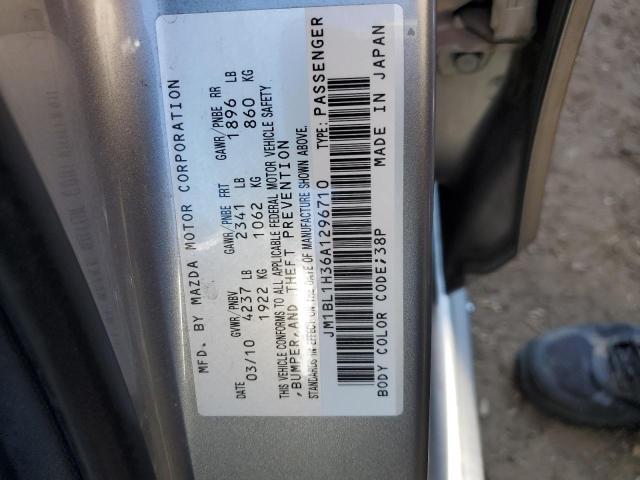 MFD. BY MAZDA MOTOR CORPORATION
DATE GVWR/PNBV GAWR/PNBE FRT GAWR/PNBE RR
03/10 4237 LB 2341 LB 1896 LB
1922 KG 1062 KG 860 KG
THIS VEHICLE CONFORMS TO ALL APPLICABLE FEDERAL MOTOR VEHICLE SAFETY
, BUMPER, AND THEFT PREVENTION
STANDARDS IN EFFECT ON THE DATE OF MANUFACTURE SHOWN ABOVE.
JM1BL1H36A1296710 TYPE: PASSENGER
BODY COLOR CODE;38P MADE IN JAPAN